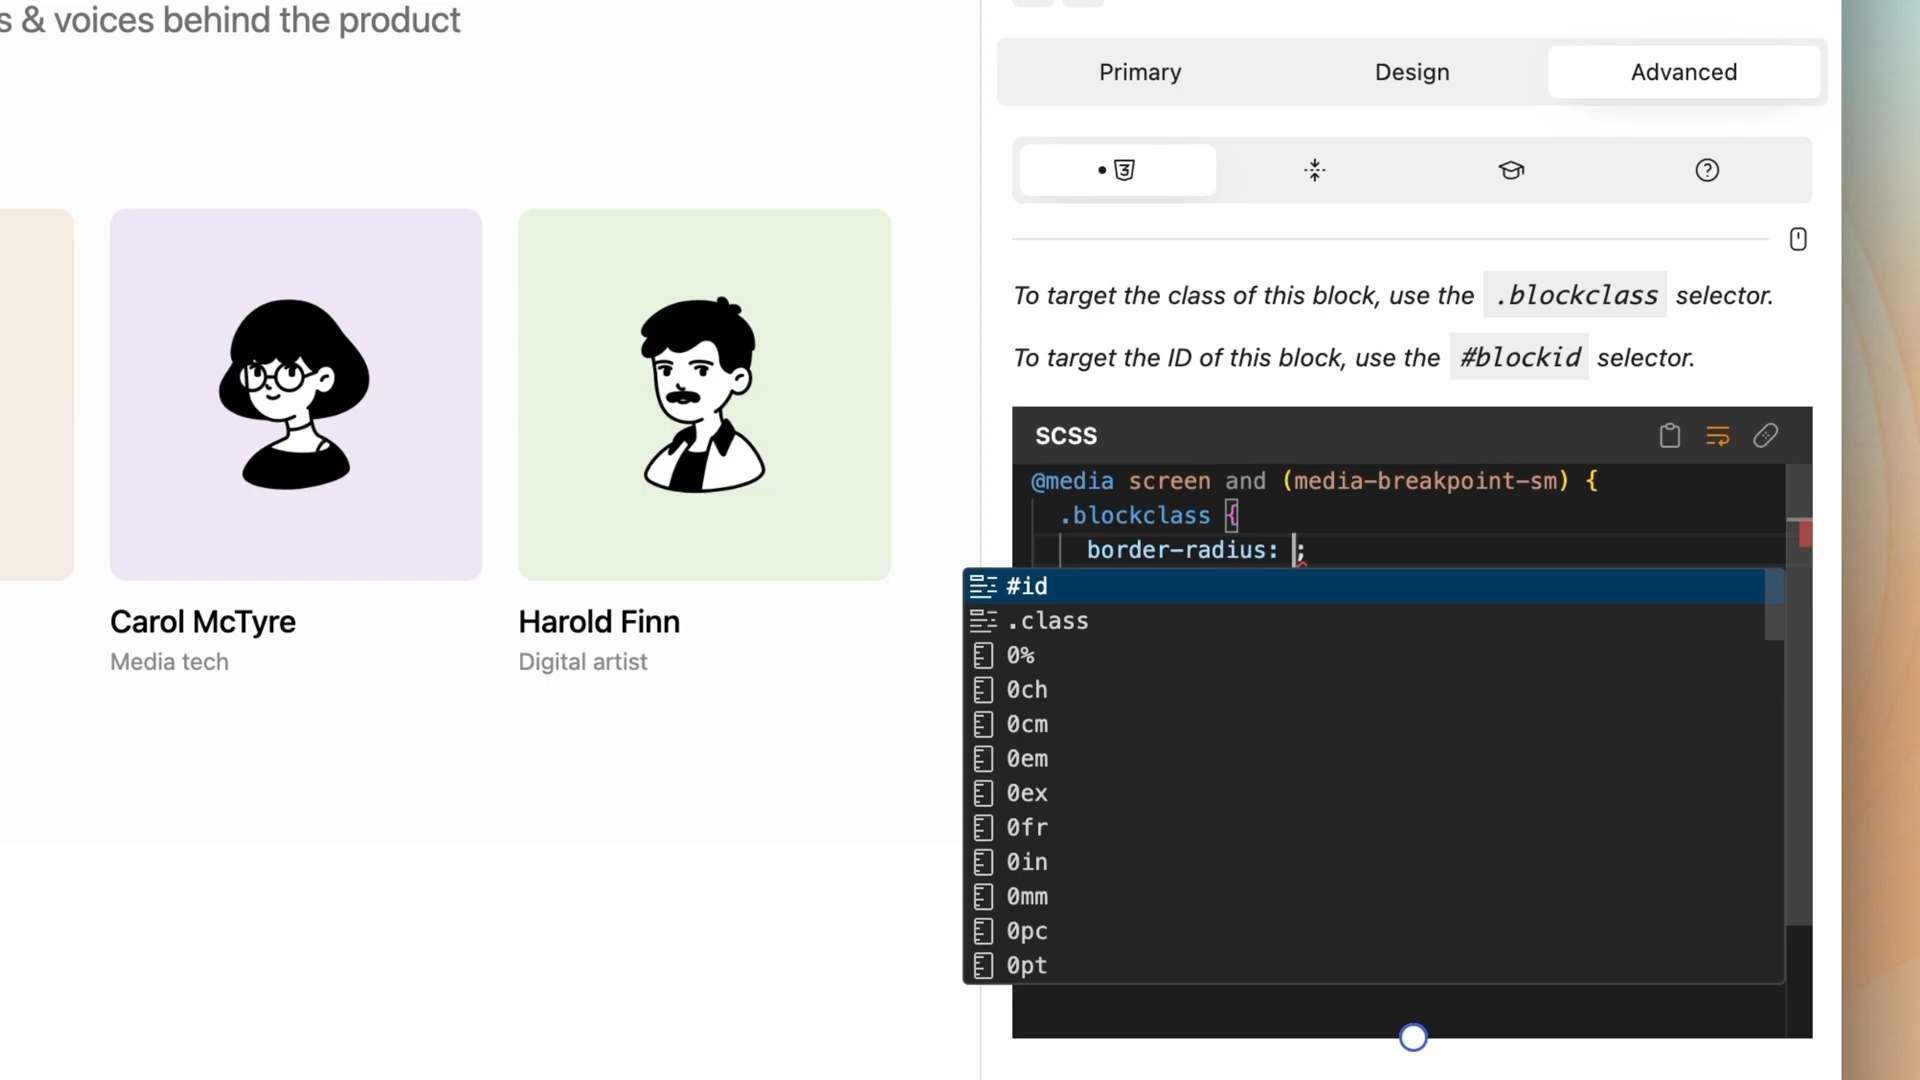 s & voices behind the product
Primary
Design
Advanced
To target the class of this block, use the .blockclass selector.
To target the ID of this block, use the #blockid selector.
SCSS
@media screen and (media-breakpoint-sm) {
.blockclass {
border-radius: ;
#id
.class
0%
0ch
0cm
0em
0ex
0fr
0in
0mm
0pc
0pt
Carol McTyre
Media tech
Harold Finn
Digital artist